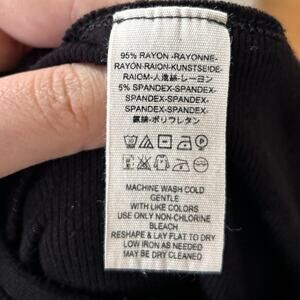 95% RAYON -RAYONNE-
RAYON-RAION-KUNSTSEIDE-
RAIOM-人造絲-レーヨン
5% SPANDEX-SPANDEX-
SPANDEX-SPANDEX-
SPANDEX-SPANDEX-
氨綸-ポリウレタン
MACHINE WASH COLD
GENTLE
WITH LIKE COLORS
USE ONLY NON-CHLORINE
BLEACH
RESHAPE & LAY FLAT TO DRY
LOW IRON AS NEEDED
MAY BE DRY CLEANED